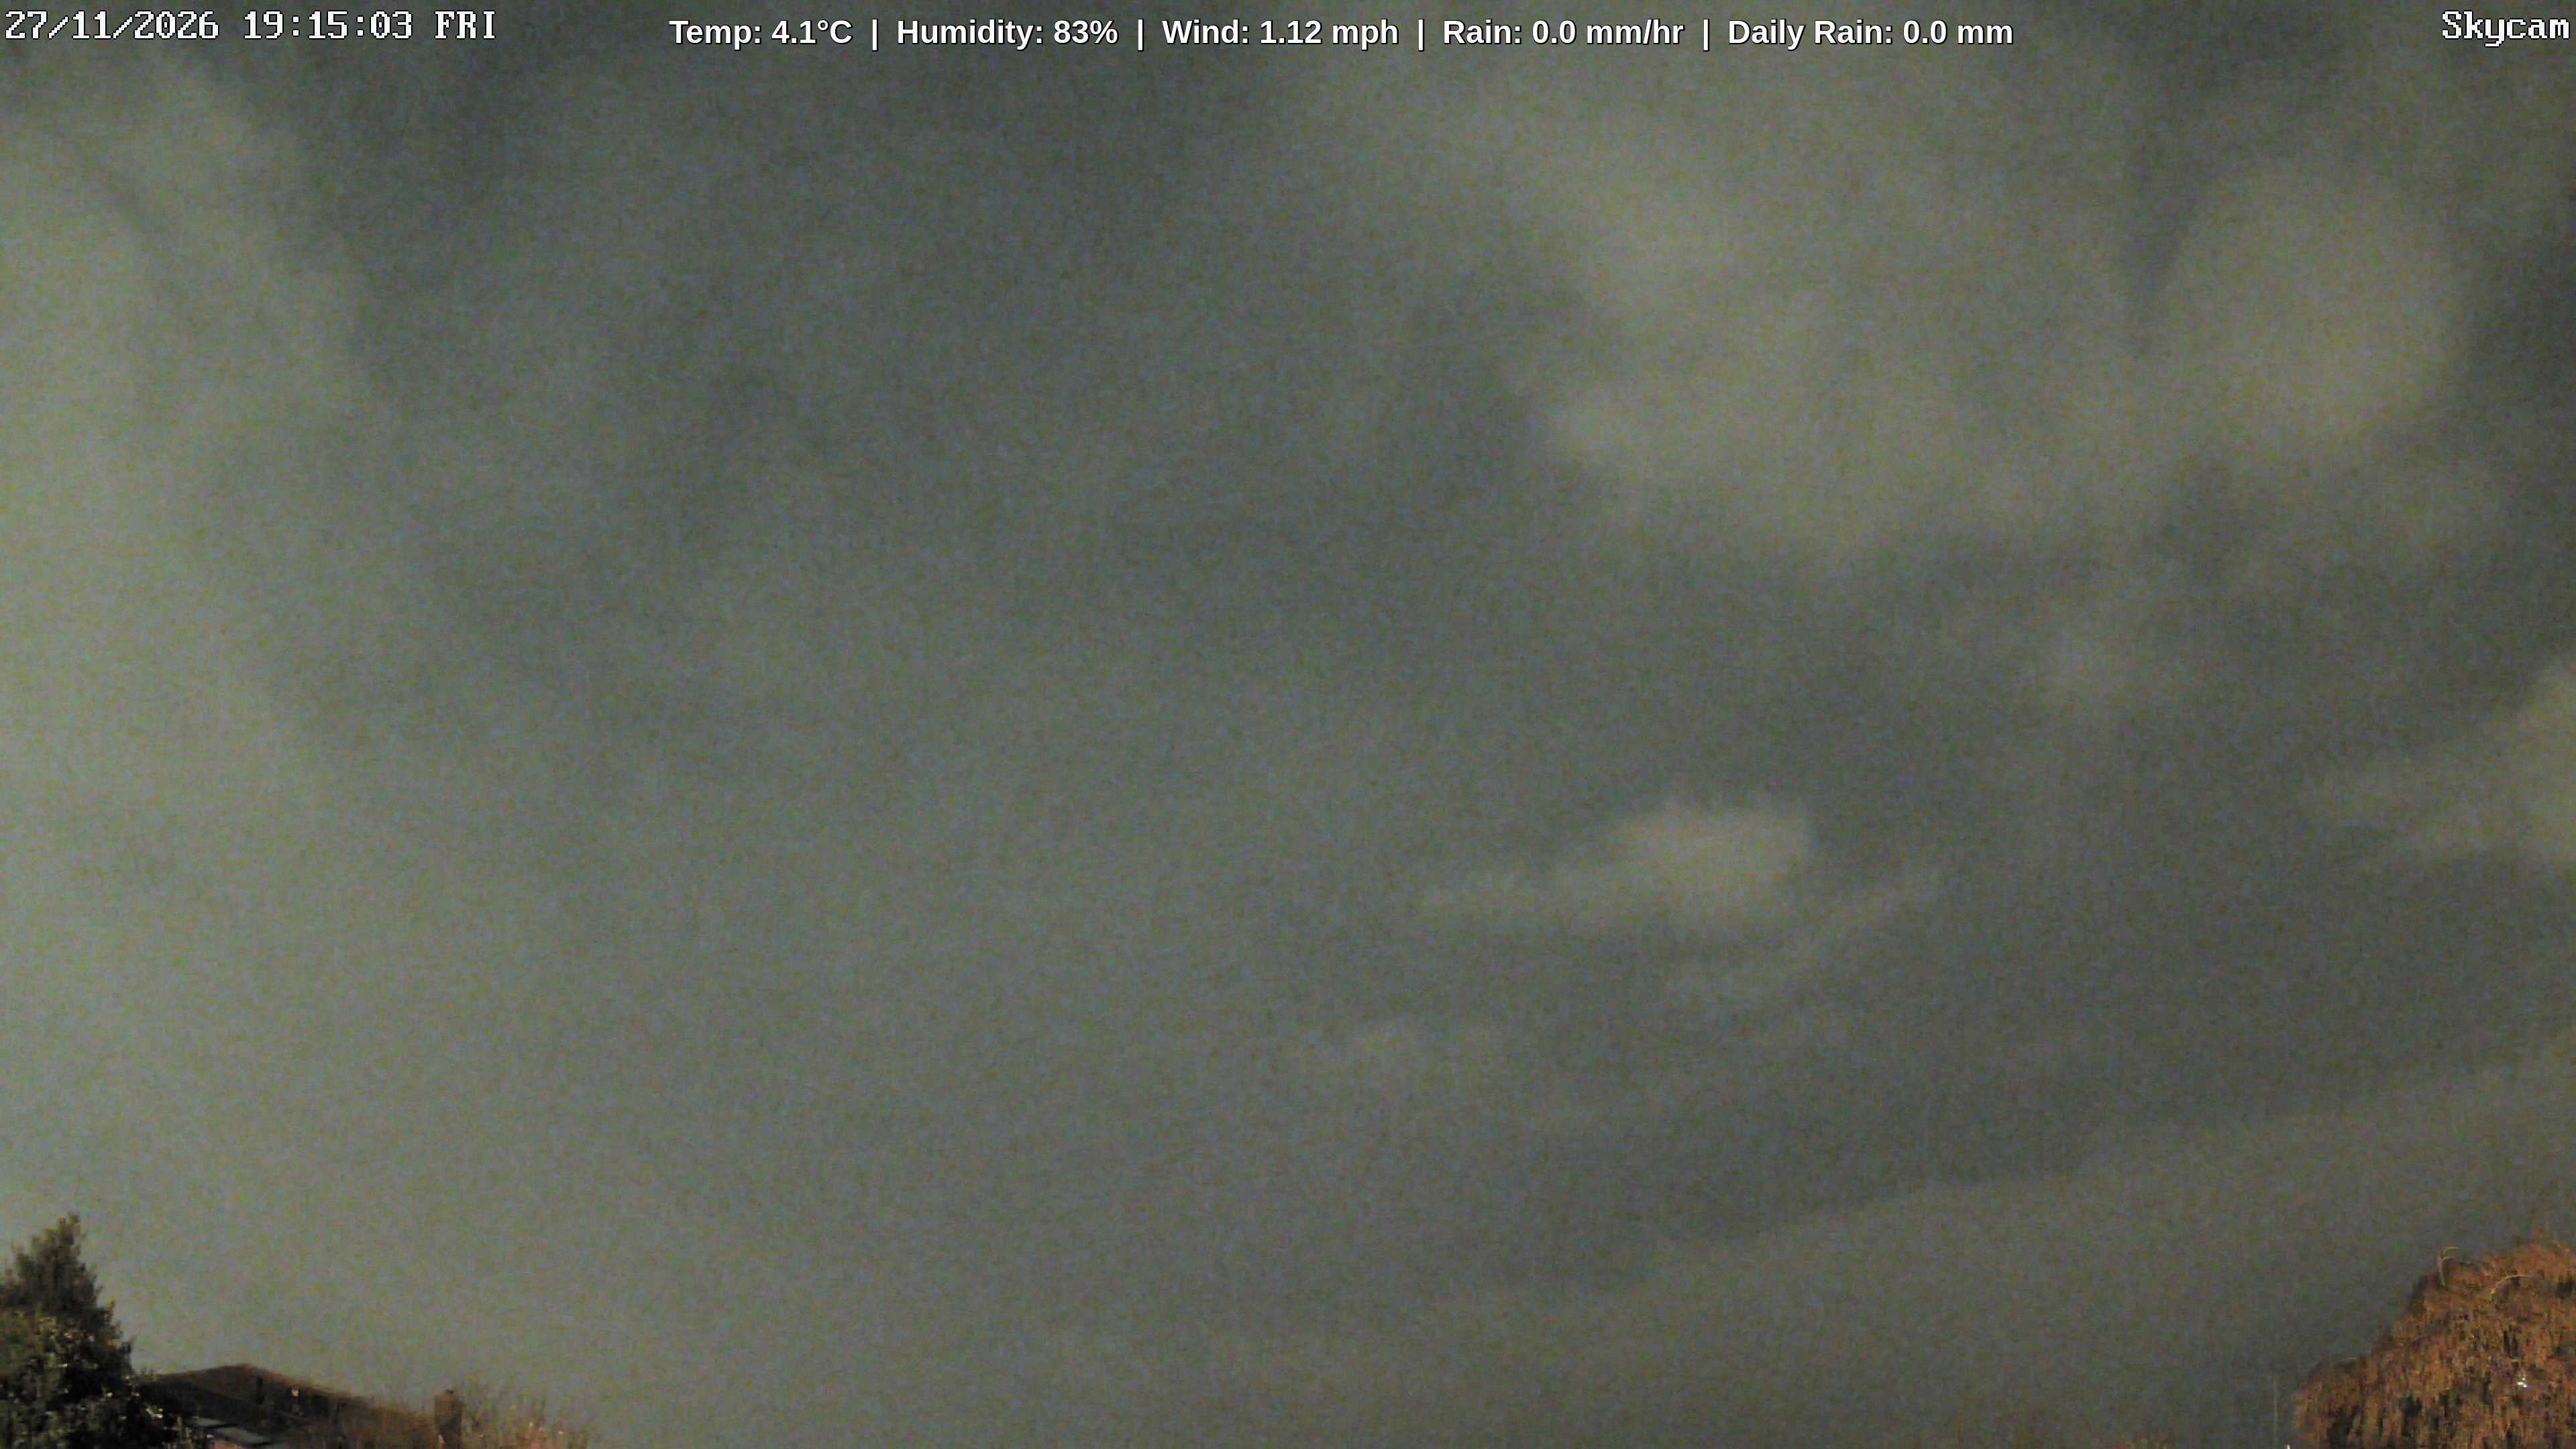 27/11/2026 19:15:03 FRI
Temp: 4.1°C | Humidity: 83% | Wind: 1.12 mph | Rain: 0.0 mm/hr | Daily Rain: 0.0 mm
Skycam